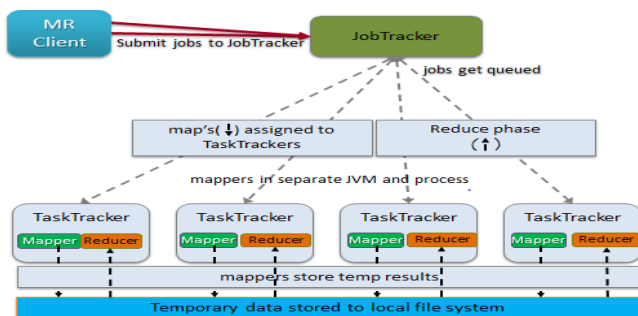 MR
Client
Submit jobs to JobTracker
JobTracker
jobs get queued
map's(↓) assigned to
TaskTrackers
Reduce phase
(↑)
mappers in separate JVM and process
TaskTracker
Mapper Reducer
TaskTracker
Mapper Reducer
TaskTracker
Mapper Reducer
TaskTracker
Mapper Reducer
mappers store temp results
Temporary data stored to local file system